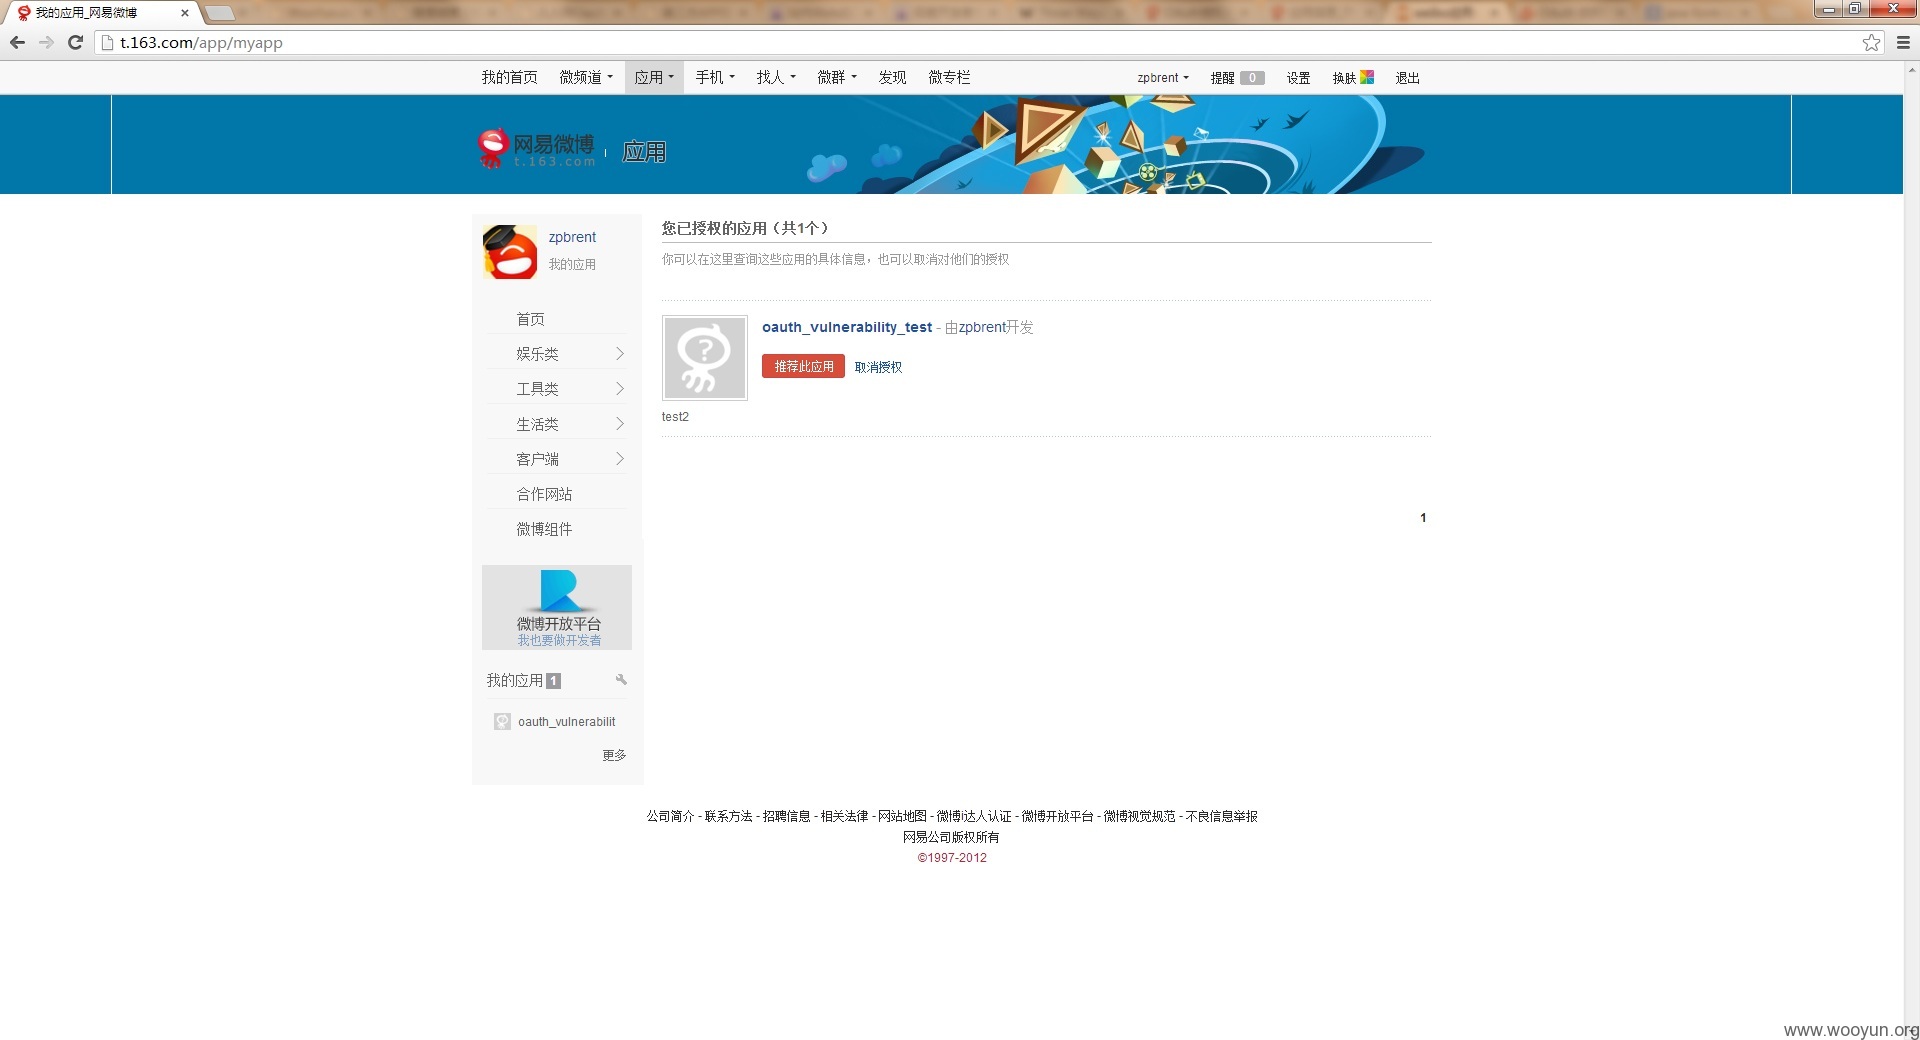 我的应用_网易微博
t.163.com/app/myapp
我的首页 微频道 应用 手机 找人 微群 发现 微专栏 zpbrent 提醒 0 设置 换肤 退出
网易微博 应用
t.163.com
zpbrent
我的应用
首页
娱乐类
工具类
生活类
客户端
合作网站
微博组件
微博开放平台
我也要做开发者
我的应用 1
oauth_vulnerabilit
更多
您已授权的应用（共1个）
你可以在这里查询这些应用的具体信息，也可以取消对他们的授权
oauth_vulnerability_test - 由zpbrent开发
推荐此应用 取消授权
test2
1
公司简介 - 联系方法 - 招聘信息 - 相关法律 - 网站地图 - 微博i达人认证 - 微博开放平台 - 微博视觉规范 - 不良信息举报
网易公司版权所有
©1997-2012
www.wooyun.org